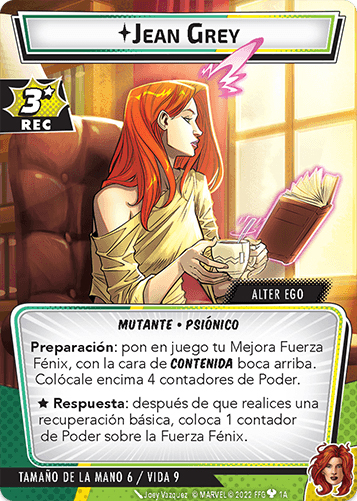 JEAN GREY
3
REC
ALTER EGO
MUTANTE • PSIÓNICO
Preparación: pon en juego tu Mejora Fuerza
Fénix, con la cara de CONTENIDA boca arriba.
Colócale encima 4 contadores de Poder.
★ Respuesta: después de que realices una
recuperación básica, coloca 1 contador
de Poder sobre la Fuerza Fénix.
TAMAÑO DE LA MANO 6 / VIDA 9
Joey Vazquez © MARVEL © 2022 FFG 1A